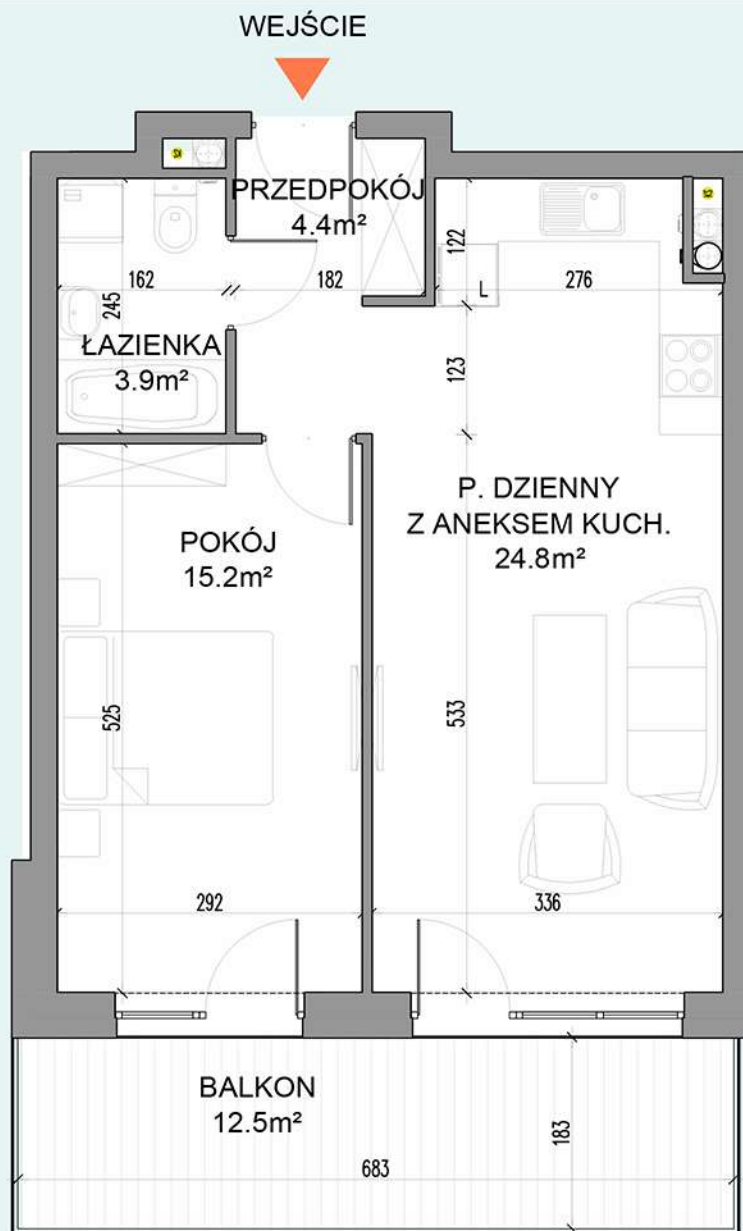 WEJŚCIE
PRZEDPOKÓJ
4.4m²
122
162
182
276
L
245
ŁAZIENKA
3.9m²
123
P. DZIENNY
Z ANEKSEM KUCH.
24.8m²
POKÓJ
15.2m²
525
533
292
336
BALKON
12.5m²
183
683